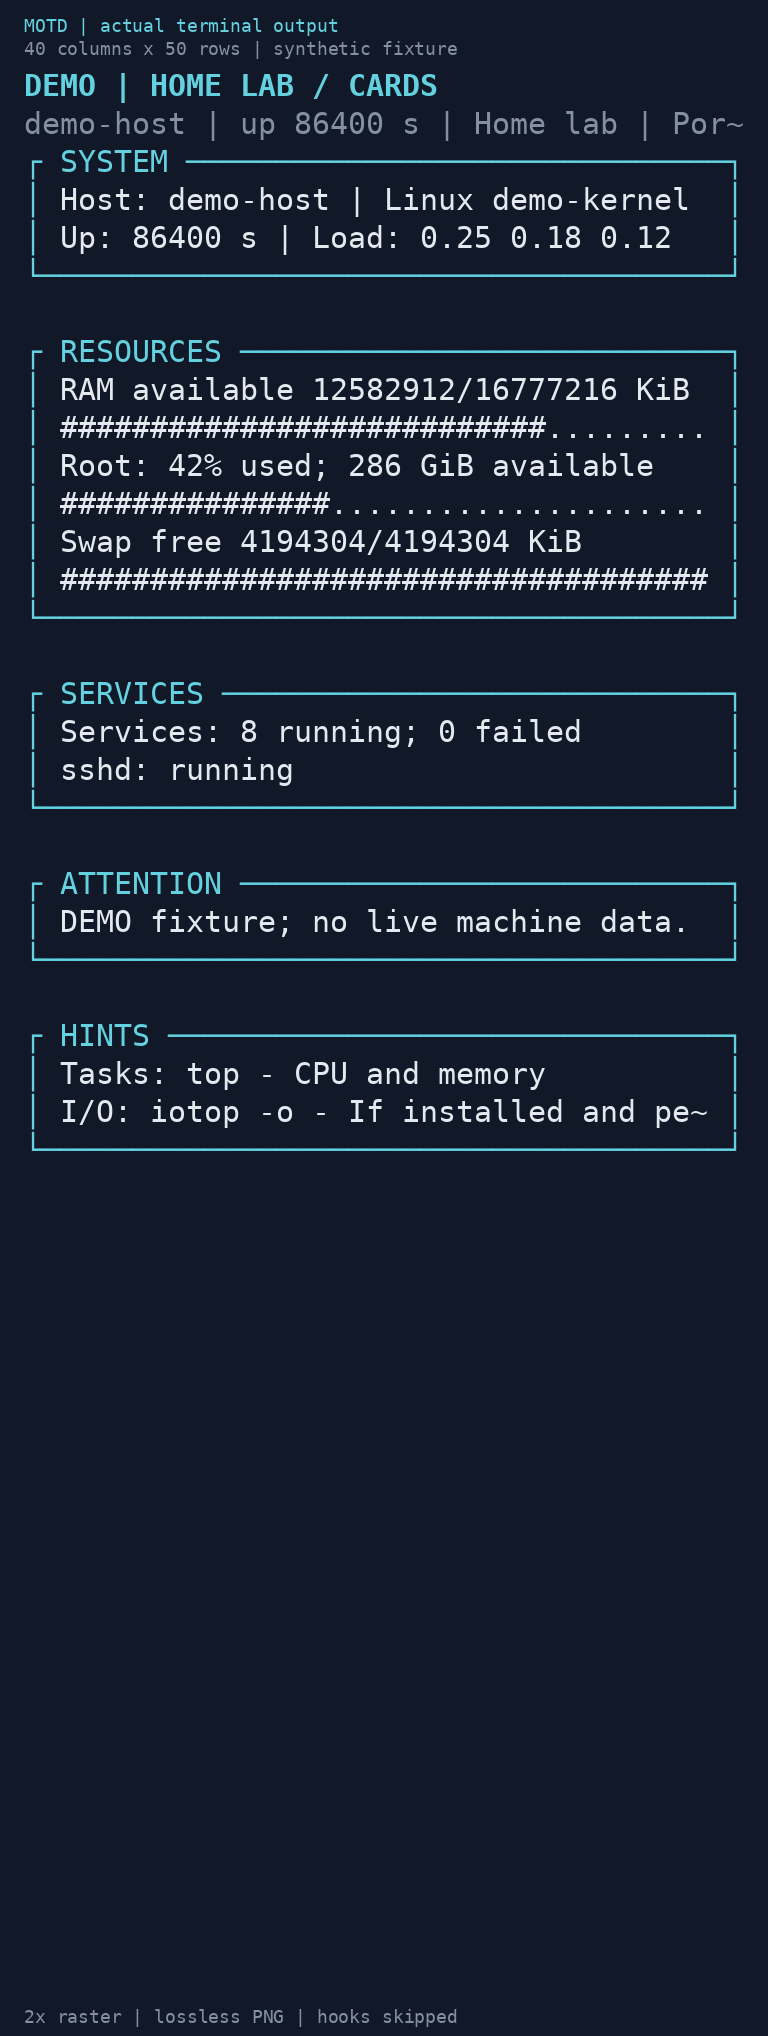 MOTD | actual terminal output
40 columns x 50 rows | synthetic fixture
DEMO | HOME LAB / CARDS
demo-host | up 86400 s | Home lab | Por~
SYSTEM
Host: demo-host | Linux demo-kernel
Up: 86400 s | Load: 0.25 0.18 0.12
RESOURCES
RAM available 12582912/16777216 KiB
###########################.........
Root: 42% used; 286 GiB available
###############.....................
Swap free 4194304/4194304 KiB
####################################
SERVICES
Services: 8 running; 0 failed
sshd: running
ATTENTION
DEMO fixture; no live machine data.
HINTS
Tasks: top - CPU and memory
I/O: iotop -o - If installed and pe~
2x raster | lossless PNG | hooks skipped